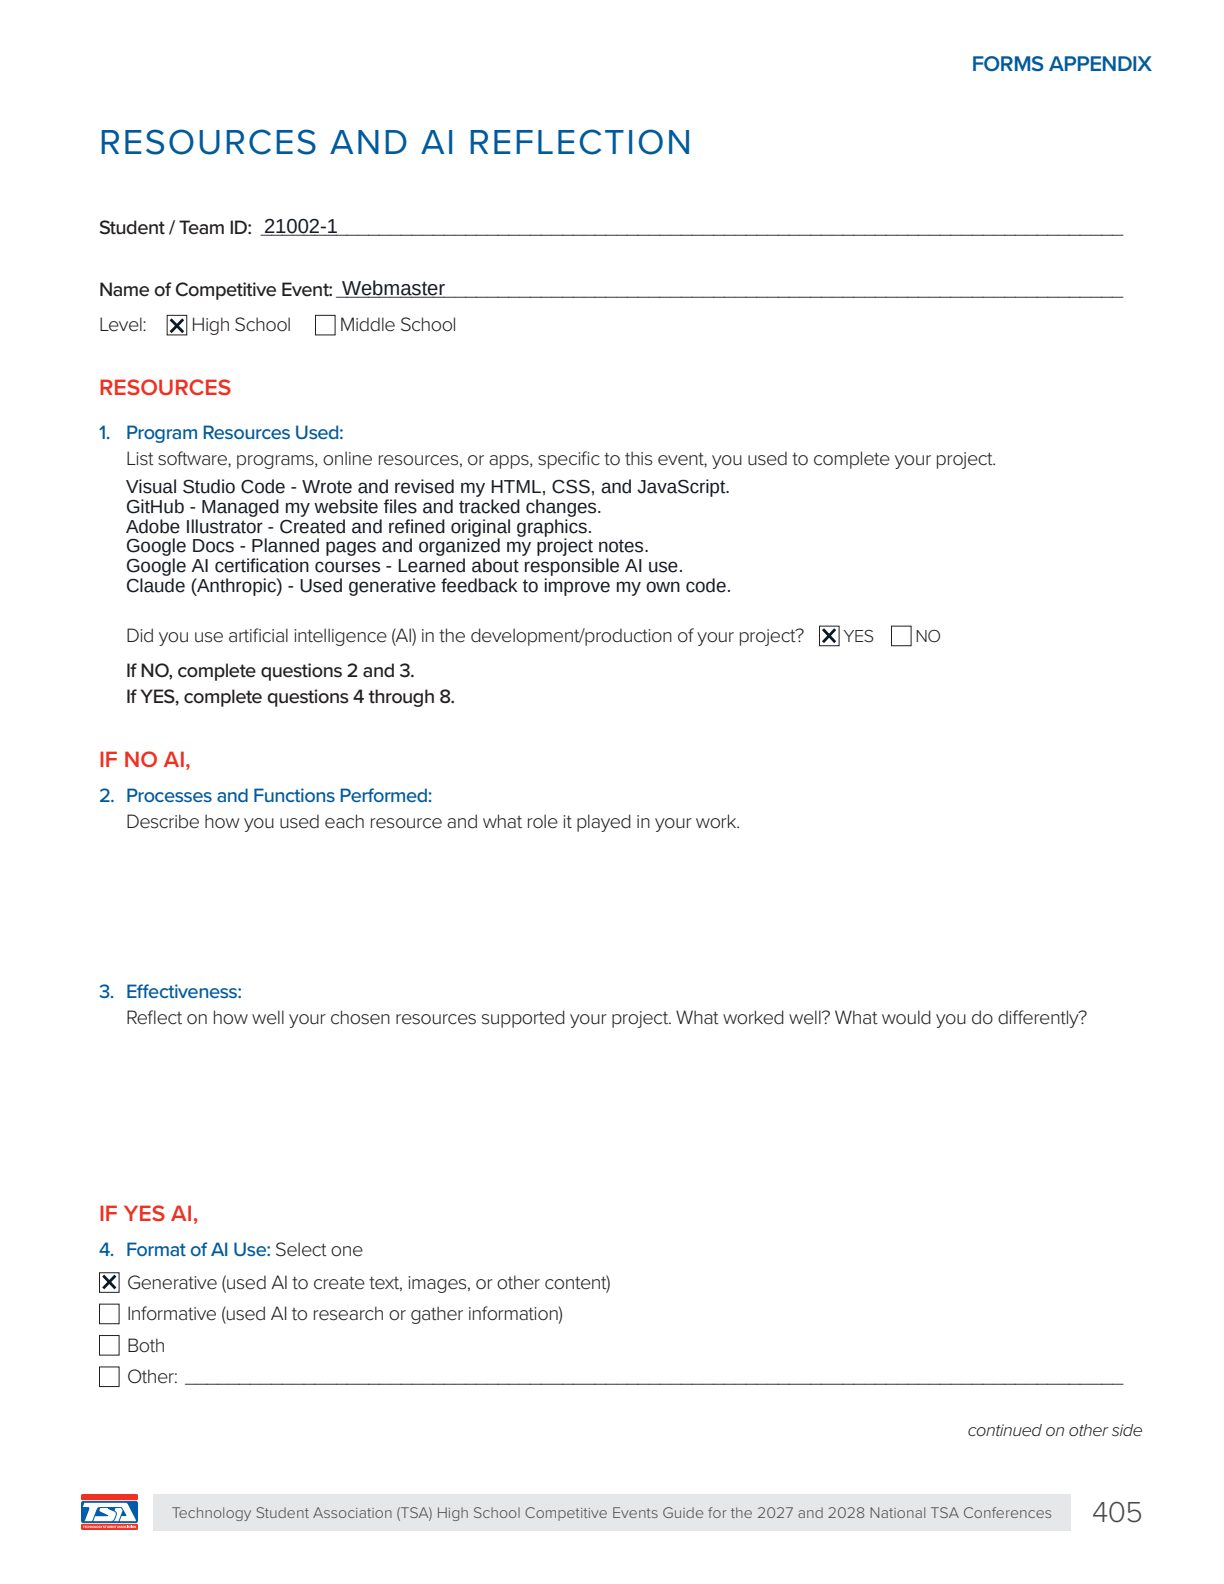 FORMS APPENDIX
RESOURCES AND AI REFLECTION
Student / Team ID: 21002-1
Name of Competitive Event: Webmaster
Level: High School Middle School
RESOURCES
1. Program Resources Used:
List software, programs, online resources, or apps, specific to this event, you used to complete your project.
Visual Studio Code - Wrote and revised my HTML, CSS, and JavaScript.
GitHub - Managed my website files and tracked changes.
Adobe Illustrator - Created and refined original graphics.
Google Docs - Planned pages and organized my project notes.
Google AI certification courses - Learned about responsible AI use.
Claude (Anthropic) - Used generative feedback to improve my own code.
Did you use artificial intelligence (AI) in the development/production of your project? YES NO
If NO, complete questions 2 and 3.
If YES, complete questions 4 through 8.
IF NO AI,
2. Processes and Functions Performed:
Describe how you used each resource and what role it played in your work.
3. Effectiveness:
Reflect on how well your chosen resources supported your project. What worked well? What would you do differently?
IF YES AI,
4. Format of AI Use: Select one
Generative (used AI to create text, images, or other content)
Informative (used AI to research or gather information)
Both
Other:
continued on other side
TSA
Technology Student Association (TSA) High School Competitive Events Guide for the 2027 and 2028 National TSA Conferences
405